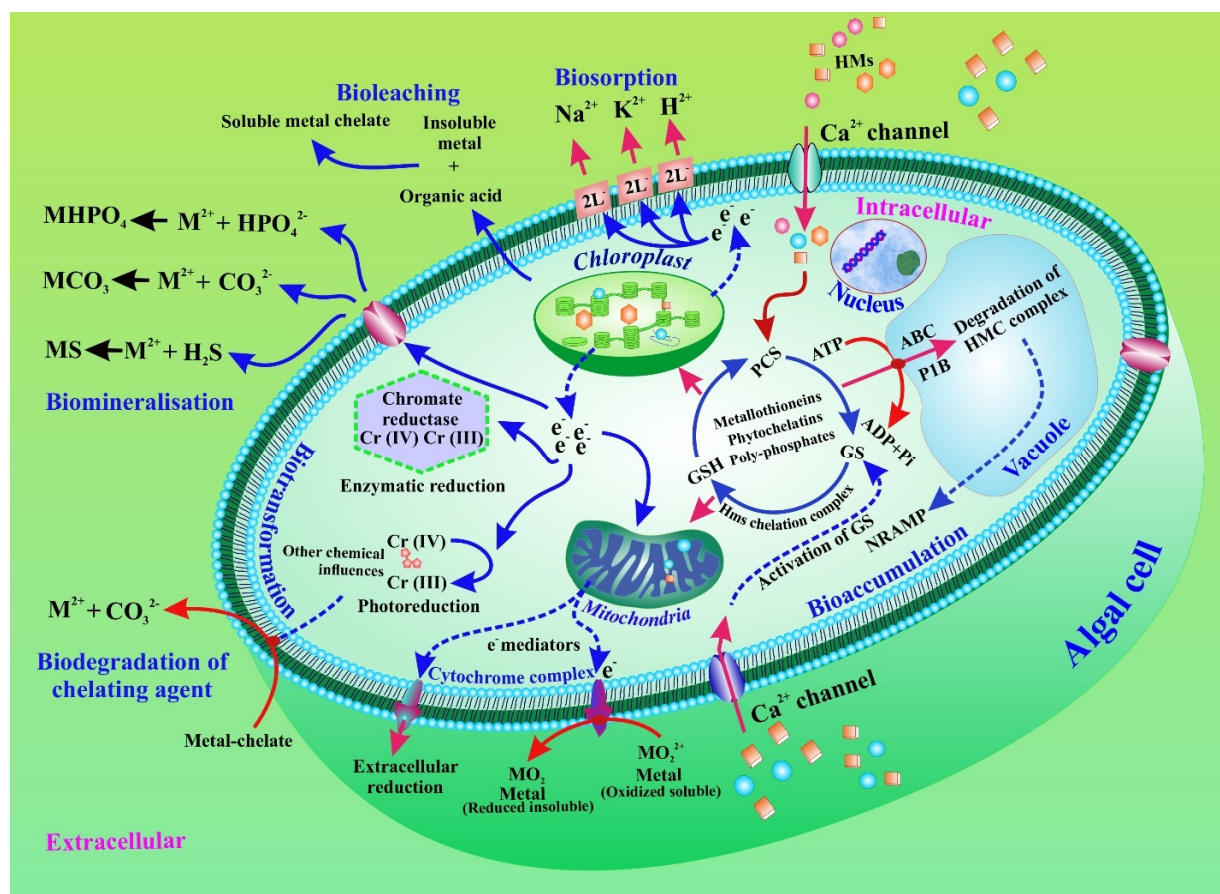 HMs
Biosorption
Bioleaching
Na²⁺ K²⁺ H²⁺
Soluble metal chelate
Insoluble
metal
+
Organic acid
Ca²⁺ channel
2L⁻ 2L⁻ 2L⁻
Intracellular
MHPO₄ M²⁺ + HPO₄²⁻
e⁻ e⁻ e⁻
Chloroplast
Nucleus
MCO₃ M²⁺ + CO₃²⁻
MS M²⁺ + H₂S
Biomineralisation
PCS
ATP
ABC
P1B
Degradation of
HMC complex
Chromate
reductase
Cr (IV) Cr (III)
Enzymatic reduction
e⁻
e⁻ e⁻
e⁻ e⁻
Metallothioneins
Phytochelatins
Poly-phosphates
GSH
GS
ADP+Pi
Vacuole
Hms chelation complex
NRAMP
Activation of GS
Biotransformation
Other chemical
influences
Cr (IV)
Cr (III)
Photoreduction
Mitochondria
Bioaccumulation
Algal cell
M²⁺ + CO₃²⁻
Biodegradation of
chelating agent
e⁻ mediators
Cytochrome complex e⁻
Ca²⁺ channel
Metal-chelate
Extracellular
reduction
MO₂
Metal
(Reduced insoluble)
MO₂²⁺
Metal
(Oxidized soluble)
Extracellular